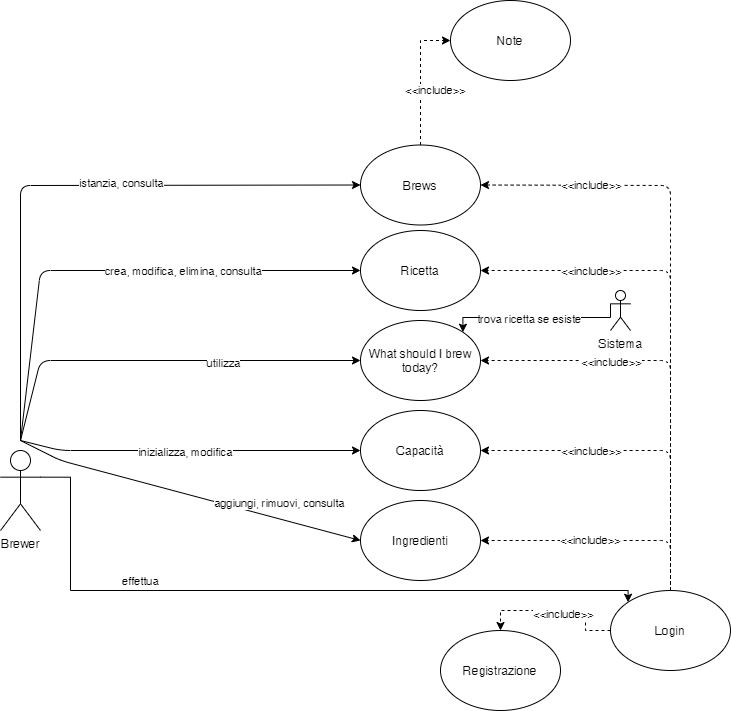 Note
<<include>>
istanzia, consulta
Brews
<<include>>
crea, modifica, elimina, consulta
Ricetta
<<include>>
trova ricetta se esiste
Sistema
utilizza
What should I brew
today?
<<include>>
inizializza, modifica
Capacità
<<include>>
aggiungi, rimuovi, consulta
Ingredienti
<<include>>
Brewer
effettua
<<include>>
Login
Registrazione